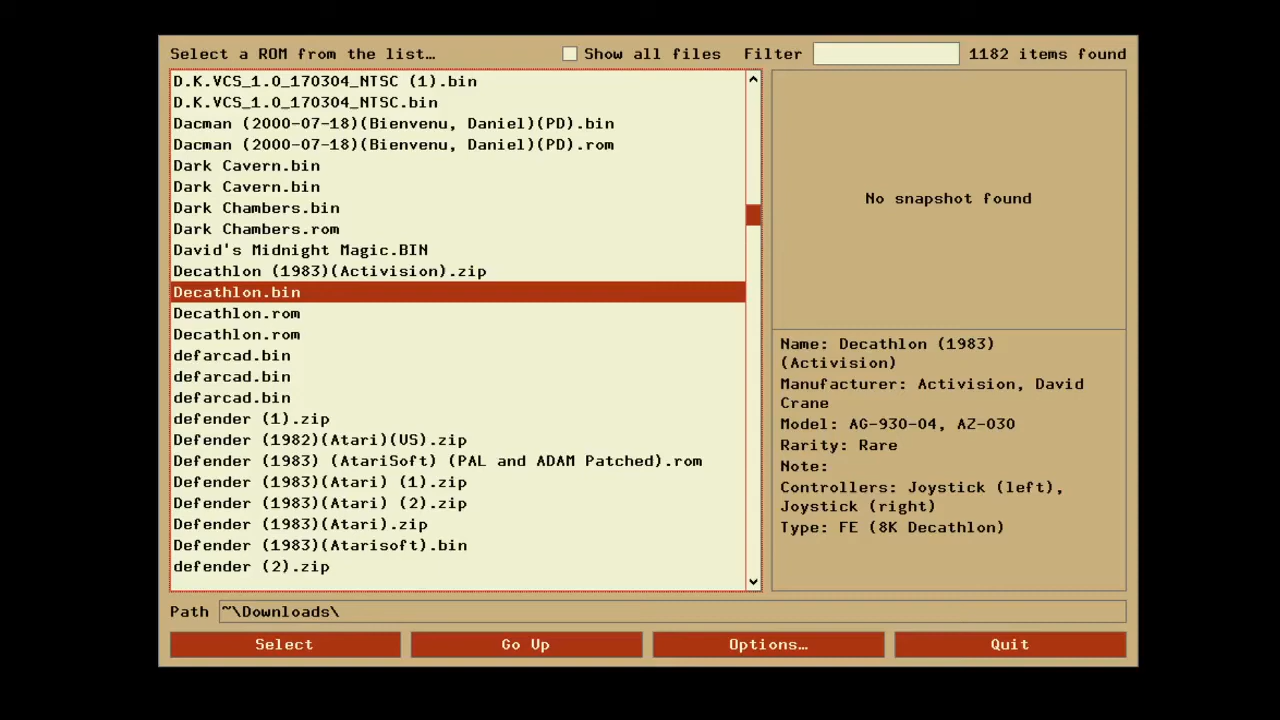 Select a ROM from the list… Show all files Filter 1182 items found
D.K.VCS_1.0_170304_NTSC (1).bin
D.K.VCS_1.0_170304_NTSC.bin
Dacman (2000-07-18)(Bienvenu, Daniel)(PD).bin
Dacman (2000-07-18)(Bienvenu, Daniel)(PD).rom
Dark Cavern.bin
Dark Cavern.bin
Dark Chambers.bin
Dark Chambers.rom
David's Midnight Magic.BIN
Decathlon (1983)(Activision).zip
Decathlon.bin
Decathlon.rom
Decathlon.rom
defarcad.bin
defarcad.bin
defarcad.bin
defender (1).zip
Defender (1982)(Atari)(US).zip
Defender (1983) (AtariSoft) (PAL and ADAM Patched).rom
Defender (1983)(Atari) (1).zip
Defender (1983)(Atari) (2).zip
Defender (1983)(Atari).zip
Defender (1983)(Atarisoft).bin
defender (2).zip
No snapshot found
Name: Decathlon (1983)
(Activision)
Manufacturer: Activision, David
Crane
Model: AG-930-04, AZ-030
Rarity: Rare
Note:
Controllers: Joystick (left),
Joystick (right)
Type: FE (8K Decathlon)
Path ~\Downloads\
Select Go Up Options… Quit